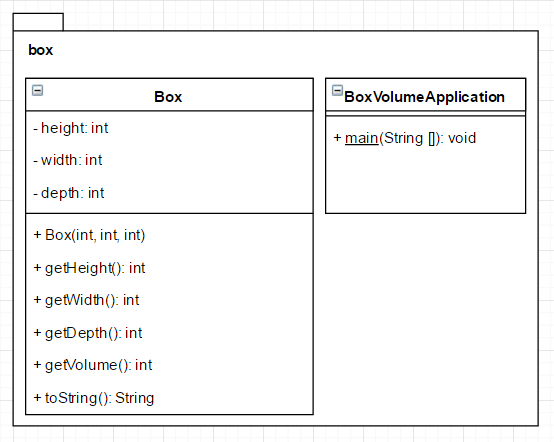 box
Box
- height: int
- width: int
- depth: int
+ Box(int, int, int)
+ getHeight(): int
+ getWidth(): int
+ getDepth(): int
+ getVolume(): int
+ toString(): String
BoxVolumeApplication
+ main(String []): void